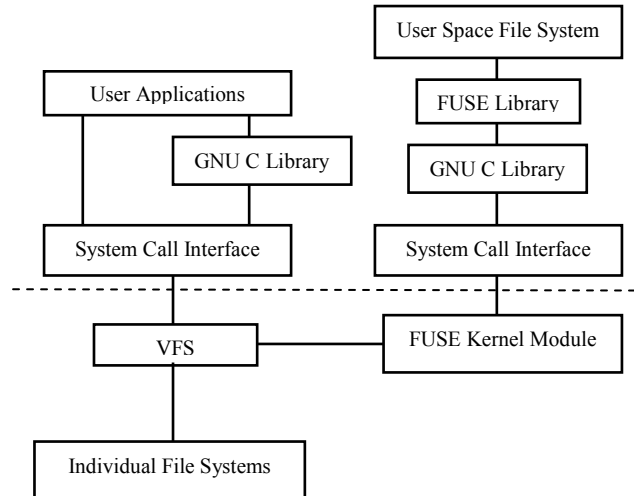 User Space File System
User Applications
FUSE Library
GNU C Library
GNU C Library
System Call Interface
System Call Interface
VFS
FUSE Kernel Module
Individual File Systems